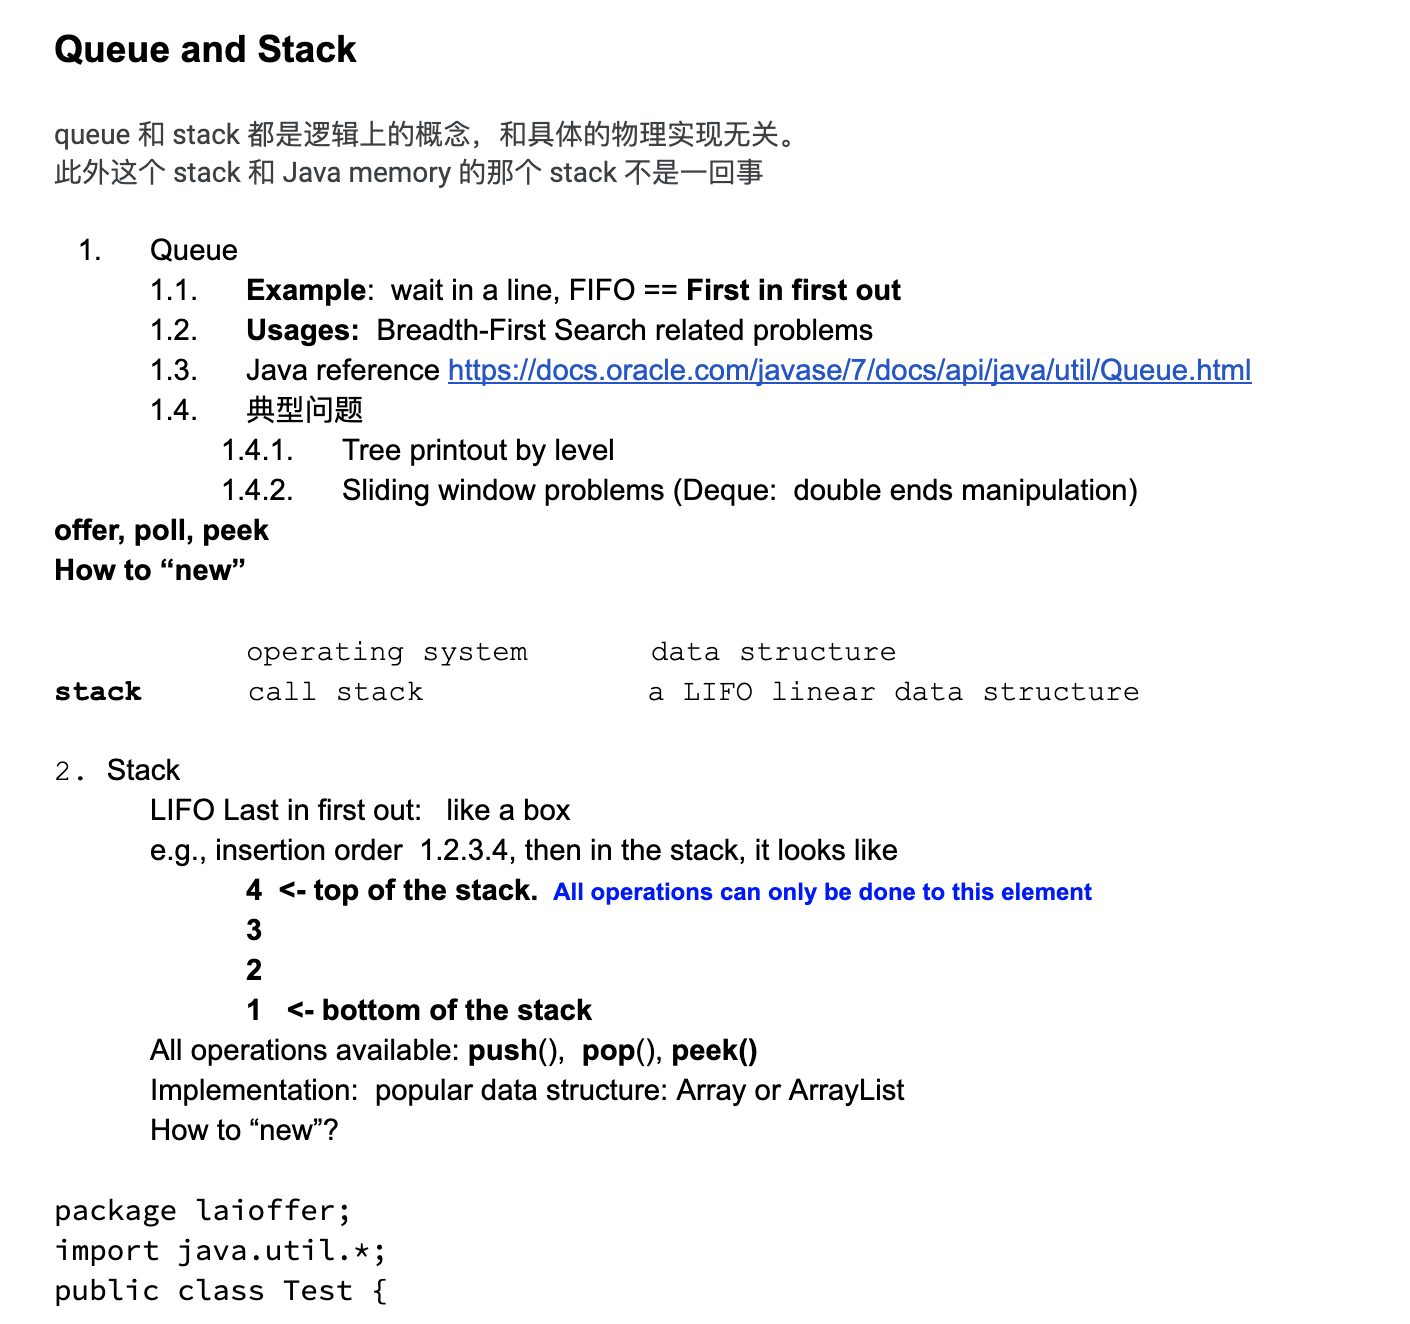 Queue and Stack
queue 和 stack 都是逻辑上的概念，和具体的物理实现无关。
此外这个 stack 和 Java memory 的那个 stack 不是一回事
1. Queue
1.1. Example: wait in a line, FIFO == First in first out
1.2. Usages: Breadth-First Search related problems
1.3. Java reference https://docs.oracle.com/javase/7/docs/api/java/util/Queue.html
1.4. 典型问题
1.4.1. Tree printout by level
1.4.2. Sliding window problems (Deque: double ends manipulation)
offer, poll, peek
How to “new”
operating system data structure
stack call stack a LIFO linear data structure
2. Stack
LIFO Last in first out: like a box
e.g., insertion order 1.2.3.4, then in the stack, it looks like
4 <- top of the stack. All operations can only be done to this element
3
2
1 <- bottom of the stack
All operations available: push(), pop(), peek()
Implementation: popular data structure: Array or ArrayList
How to “new”?
package laioffer;
import java.util.*;
public class Test {